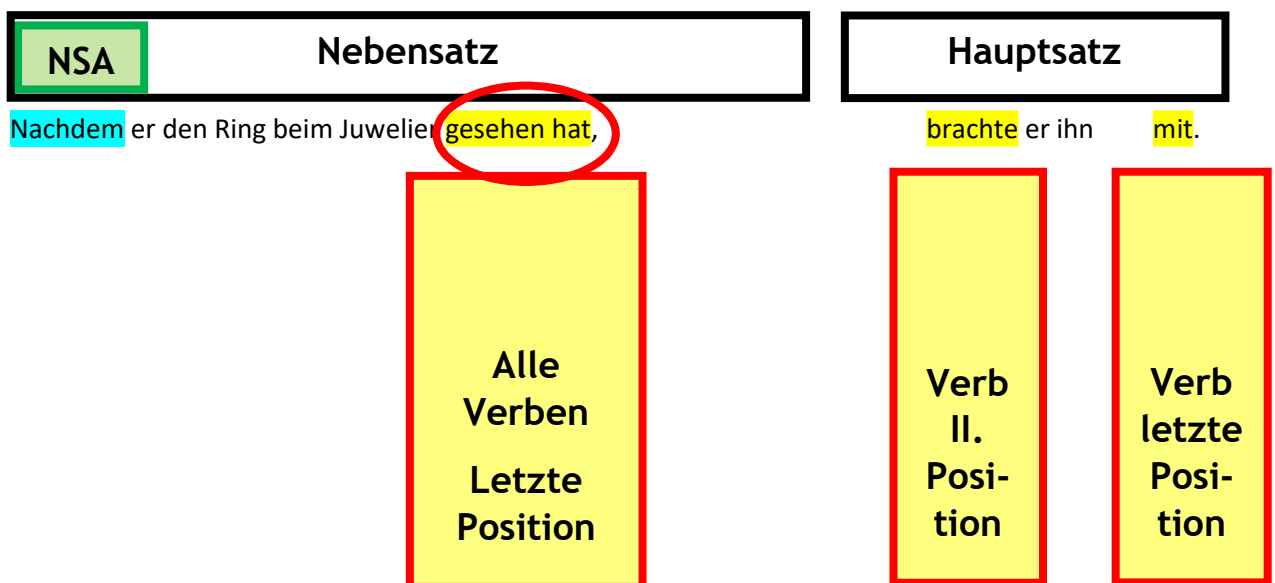 NSA Nebensatz Hauptsatz
Nachdem er den Ring beim Juwelier gesehen hat, brachte er ihn mit.
Alle
Verben
Letzte
Position
Verb
II.
Posi-
tion
Verb
letzte
Posi-
tion